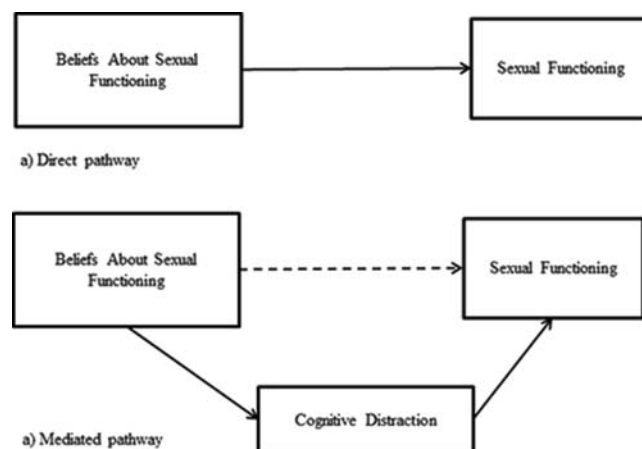 Beliefs About Sexual
Functioning
Sexual Functioning
a) Direct pathway
Beliefs About Sexual
Functioning
Sexual Functioning
Cognitive Distraction
a) Mediated pathway